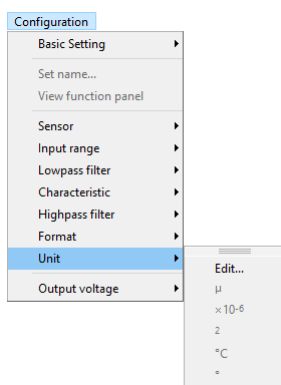 Configuration
Basic Setting
Set name...
View function panel
Sensor
Input range
Lowpass filter
Characteristic
Highpass filter
Format
Unit
Output voltage
Edit...
μ
×10-6
2
°C
°